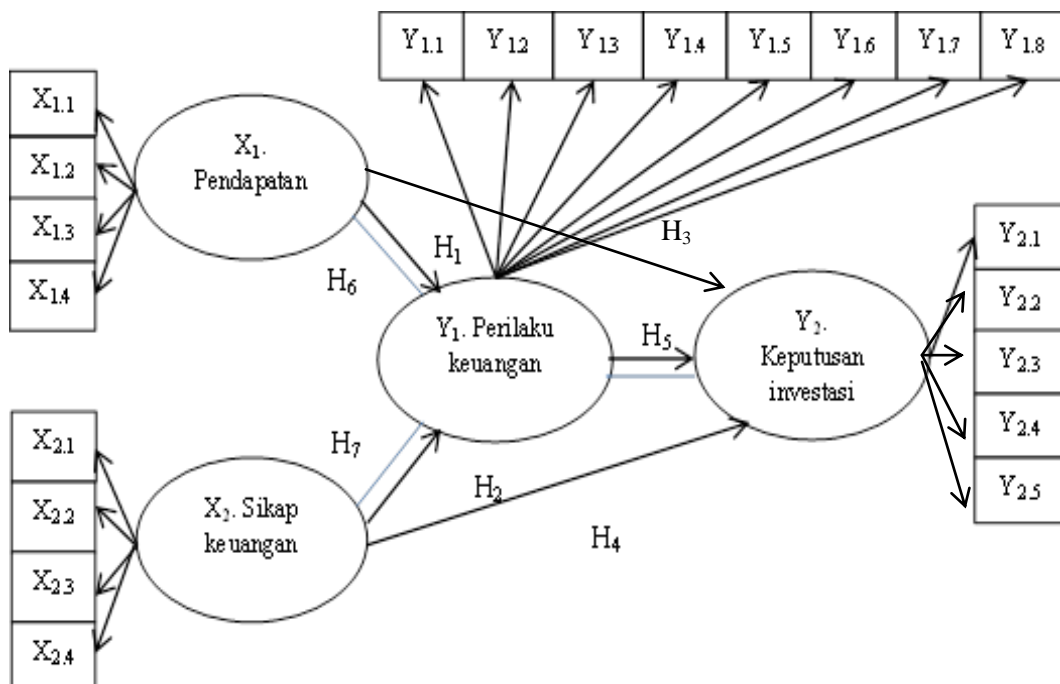 Y1.1 Y1.2 Y1.3 Y1.4 Y1.5 Y1.6 Y1.7 Y1.8
X1.1
X1.2
X1.3
X1.4
X1.
Pendapatan
H1
H6
H3
Y1. Perilaku
keuangan
H5
Y2.
Keputusan
investasi
Y2.1
Y2.2
Y2.3
Y2.4
Y2.5
X2.1
X2.2
X2.3
X2.4
X2. Sikap
keuangan
H7
H2
H4